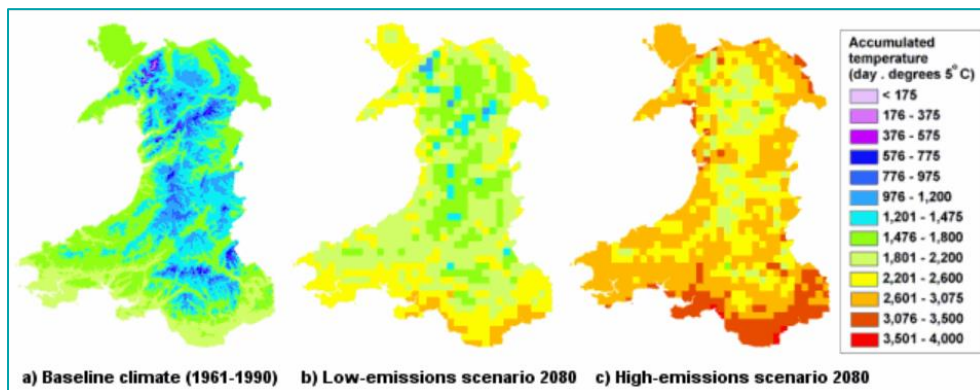 Accumulated
temperature
(day . degrees 5°C)
< 175
176 - 375
376 - 575
576 - 775
776 - 975
976 - 1,200
1,201 - 1,475
1,476 - 1,800
1,801 - 2,200
2,201 - 2,600
2,601 - 3,075
3,076 - 3,500
3,501 - 4,000
a) Baseline climate (1961-1990)
b) Low-emissions scenario 2080
c) High-emissions scenario 2080